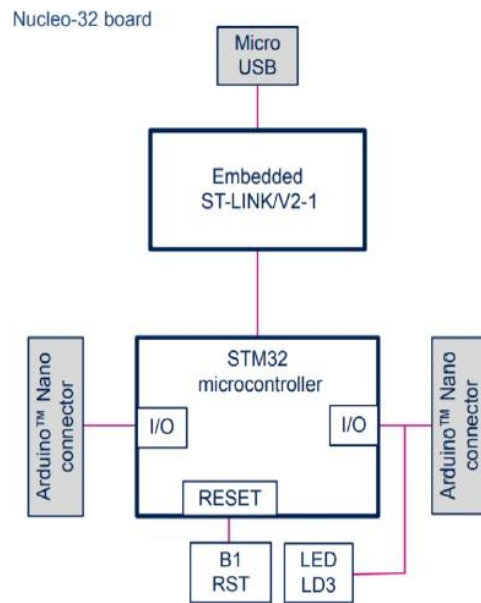 Nucleo-32 board
Micro
USB
Embedded
ST-LINK/V2-1
STM32
microcontroller
Arduino™ Nano
connector
I/O
I/O
Arduino™ Nano
connector
RESET
B1
RST
LED
LD3